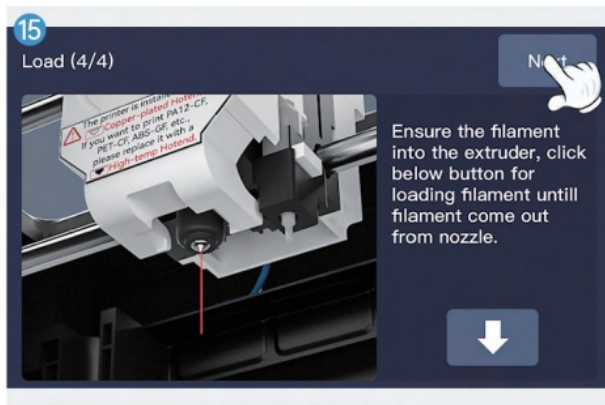 15
Load (4/4)
Next
The printer is installed
Copper-plated Hotend.
If you want to print PA12-CF,
PET-CF, ABS-GF, etc.,
please replace it with a
High-temp Hotend.
Ensure the filament
into the extruder, click
below button for
loading filament untill
filament come out
from nozzle.